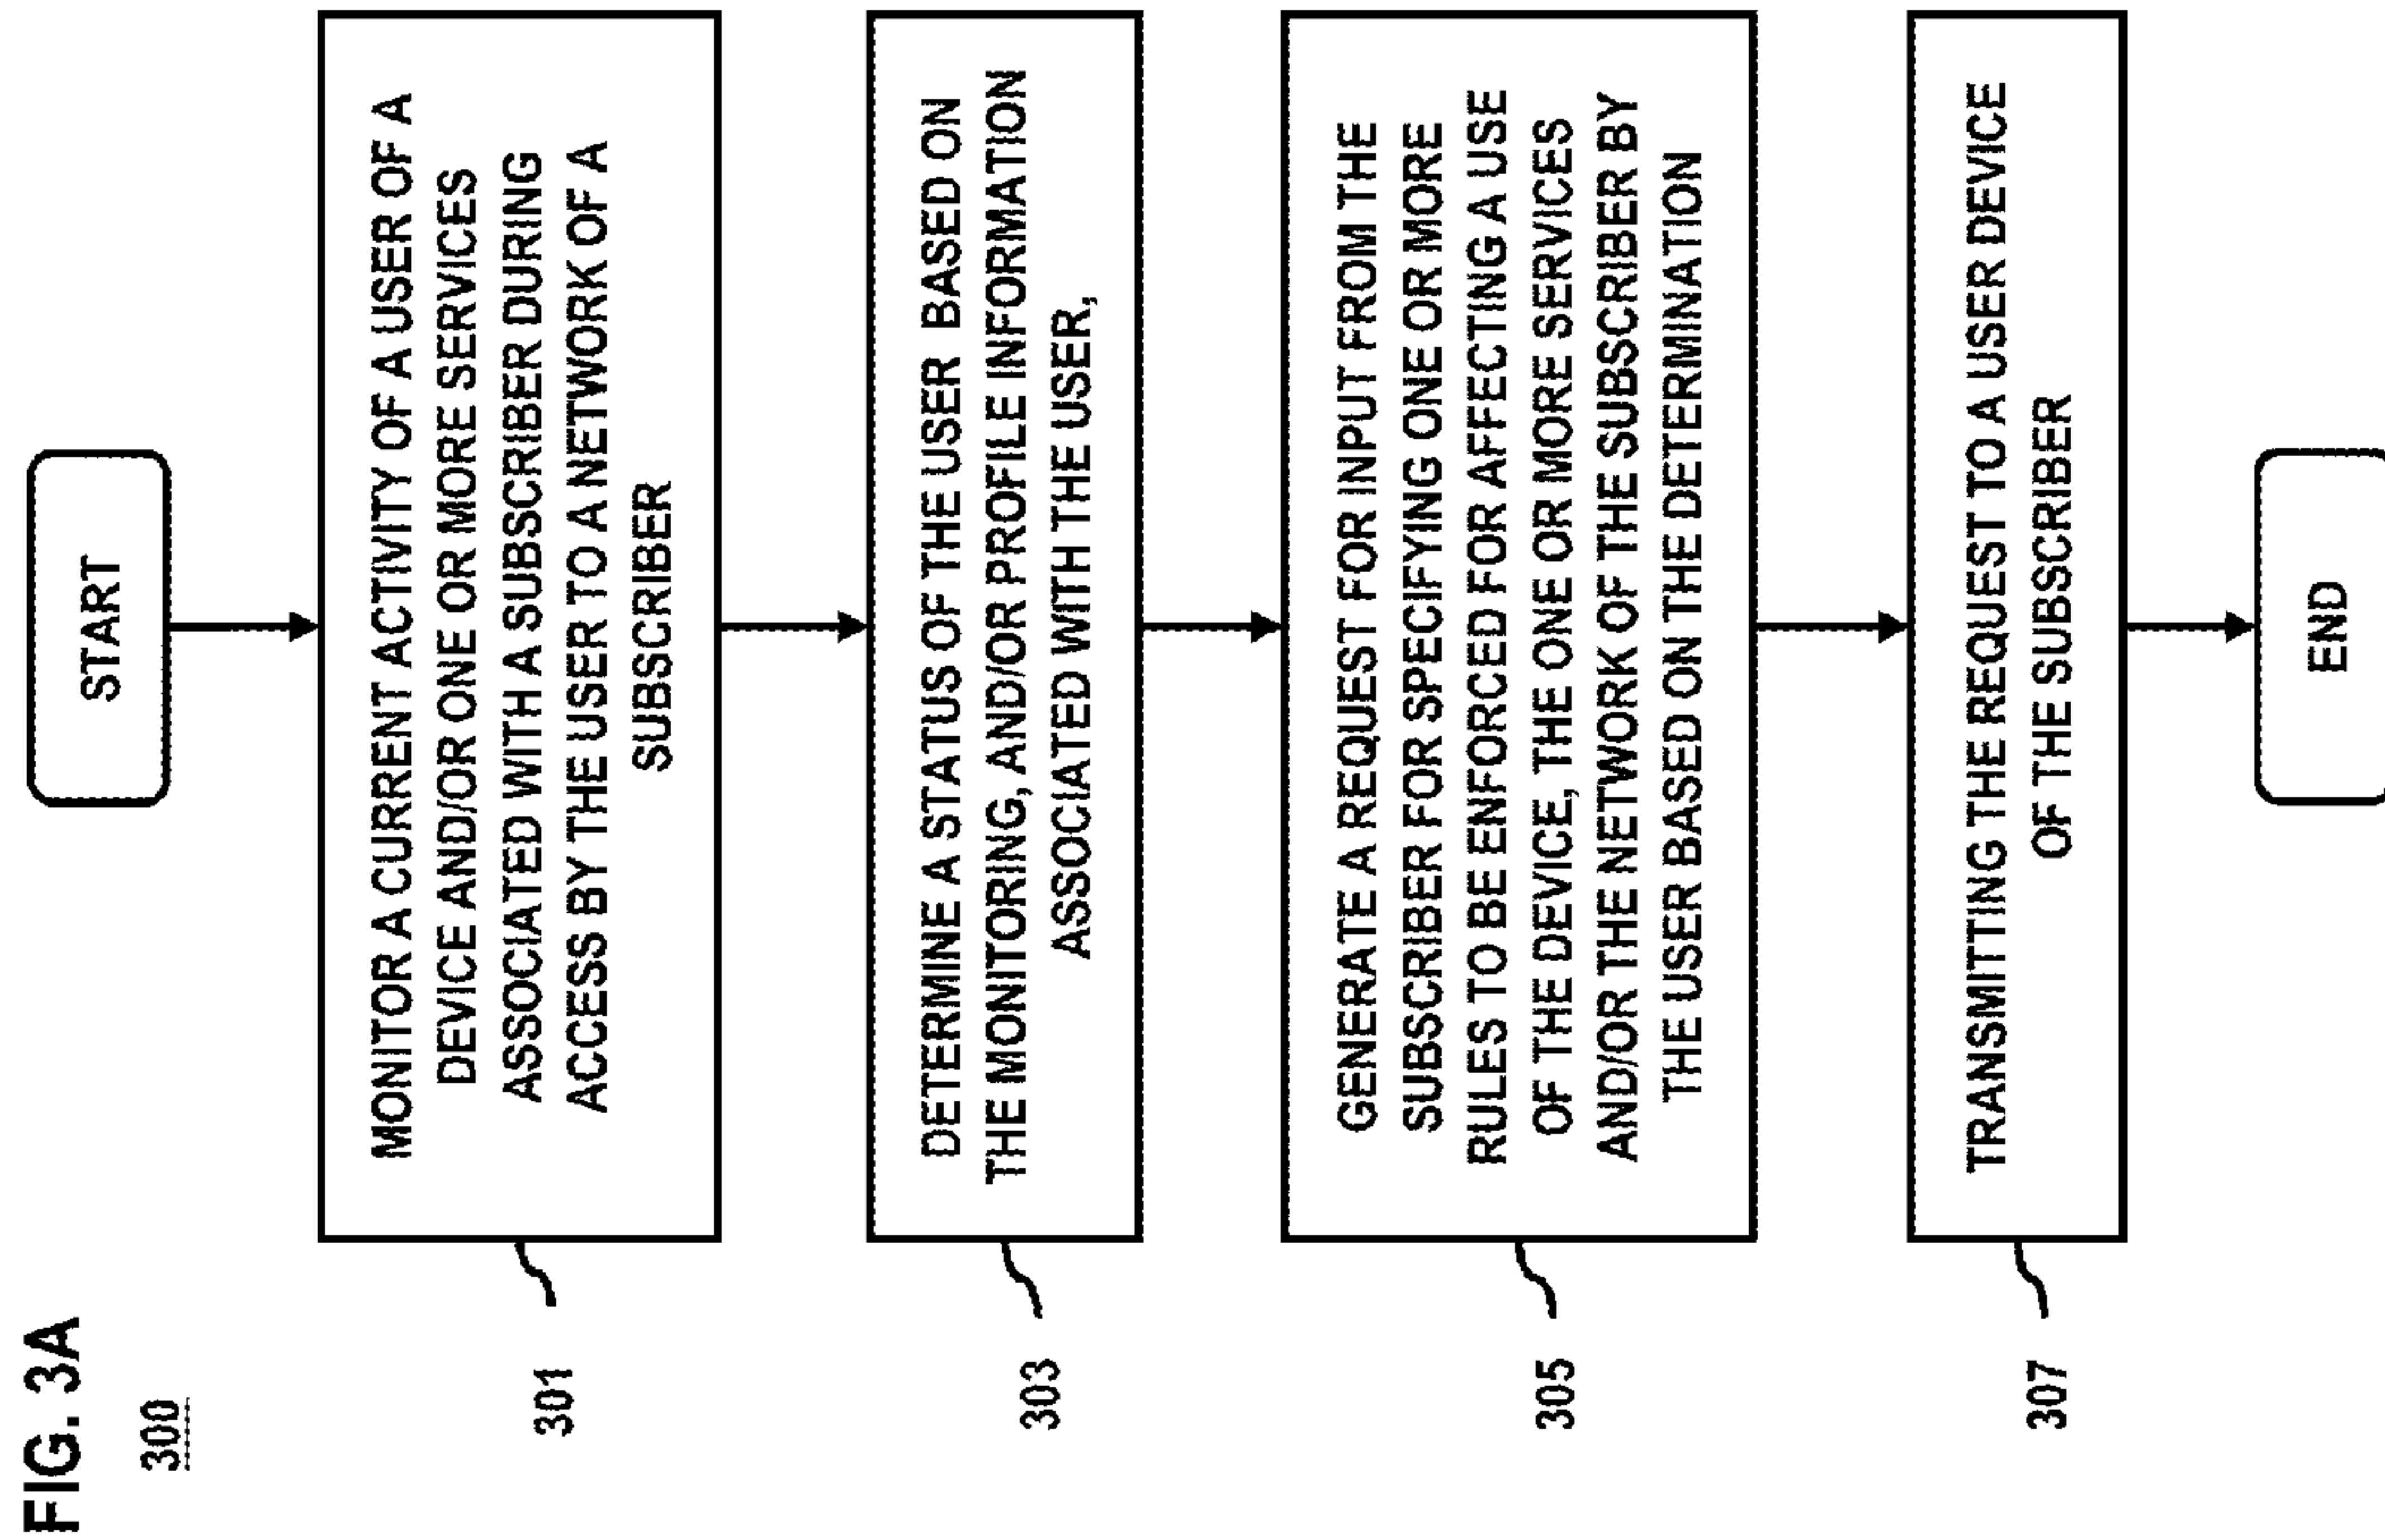 FIG. 3A
300
START
MONITOR A CURRENT ACTIVITY OF A USER OF A
DEVICE AND/OR ONE OR MORE SERVICES
ASSOCIATED WITH A SUBSCRIBER DURING
ACCESS BY THE USER TO A NETWORK OF A
SUBSCRIBER
301
DETERMINE A STATUS OF THE USER BASED ON
THE MONITORING, AND/OR PROFILE INFORMATION
ASSOCIATED WITH THE USER,
303
GENERATE A REQUEST FOR INPUT FROM THE
SUBSCRIBER FOR SPECIFYING ONE OR MORE
RULES TO BE ENFORCED FOR AFFECTING A USE
OF THE DEVICE, THE ONE OR MORE SERVICES
AND/OR THE NETWORK OF THE SUBSCRIBER BY
THE USER BASED ON THE DETERMINATION
305
TRANSMITTING THE REQUEST TO A USER DEVICE
OF THE SUBSCRIBER
307
END